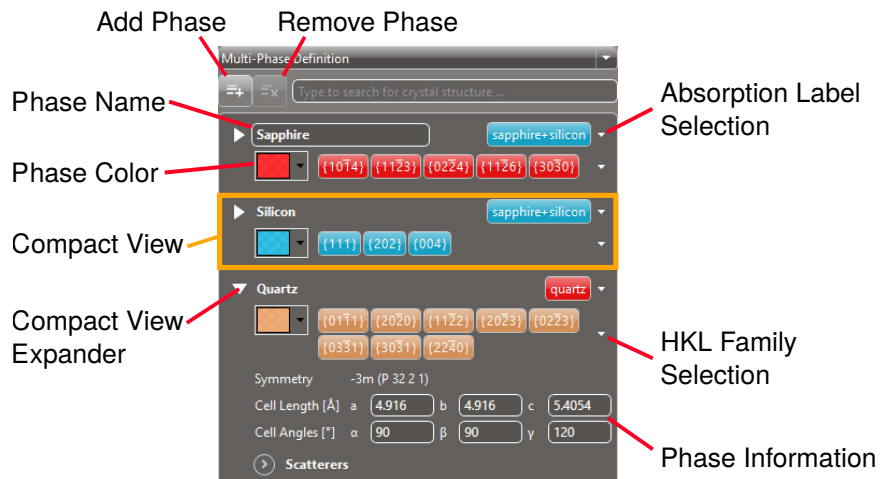 Add Phase
Remove Phase
Multi-Phase Definition
Type to search for crystal structure ...
Phase Name
Absorption Label
Selection
Sapphire
sapphire+silicon
Phase Color
{101̅4} {112̅3} {022̅4} {112̅6} {303̅0}
Compact View
Silicon
sapphire+silicon
{111} {202} {004}
Quartz
quartz
Compact View
Expander
{011̅1} {202̅0} {112̅2} {202̅3} {022̅3}
{033̅1} {303̅1} {224̅0}
HKL Family
Selection
Symmetry -3m (P 32 2 1)
Cell Length [Å] a 4.916 b 4.916 c 5.4054
Cell Angles [°] α 90 β 90 γ 120
Phase Information
Scatterers